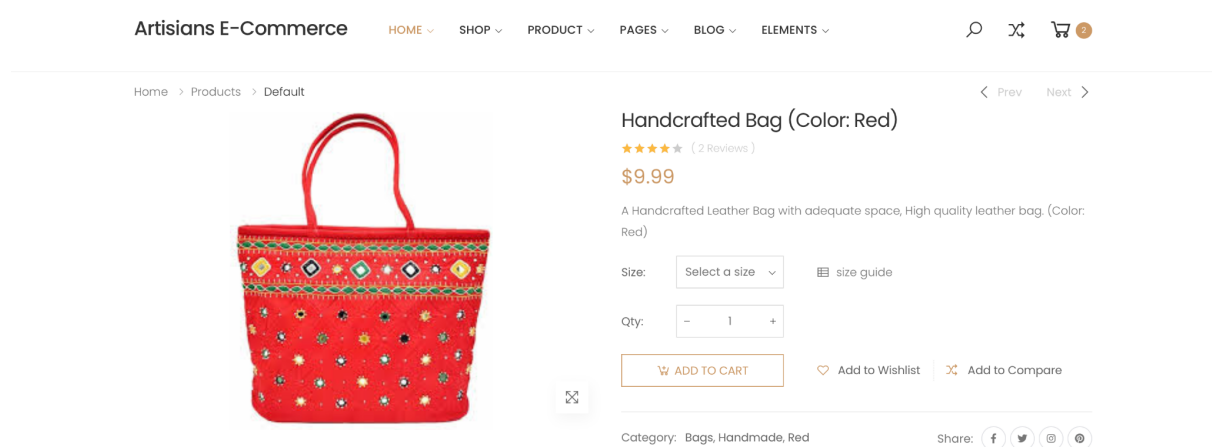 Artisians E-Commerce HOME SHOP PRODUCT PAGES BLOG ELEMENTS 2
Home > Products > Default Prev Next
Handcrafted Bag (Color: Red)
( 2 Reviews )
$9.99
A Handcrafted Leather Bag with adequate space, High quality leather bag. (Color:
Red)
Size: Select a size size guide
Qty: - 1 +
ADD TO CART Add to Wishlist Add to Compare
Category: Bags, Handmade, Red Share: